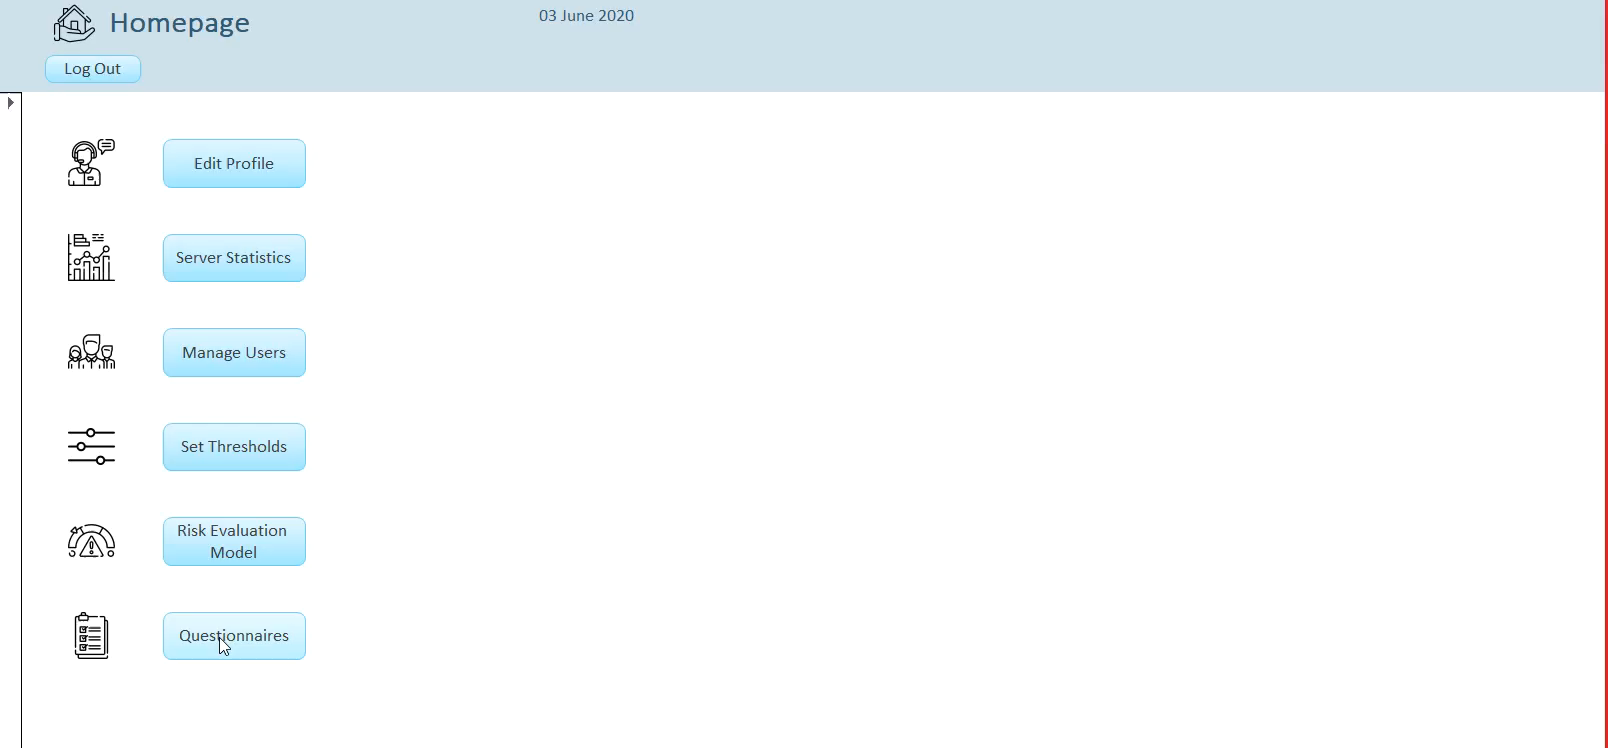 Homepage
03 June 2020
Log Out
Edit Profile
Server Statistics
Manage Users
Set Thresholds
Risk Evaluation
Model
Questionnaires